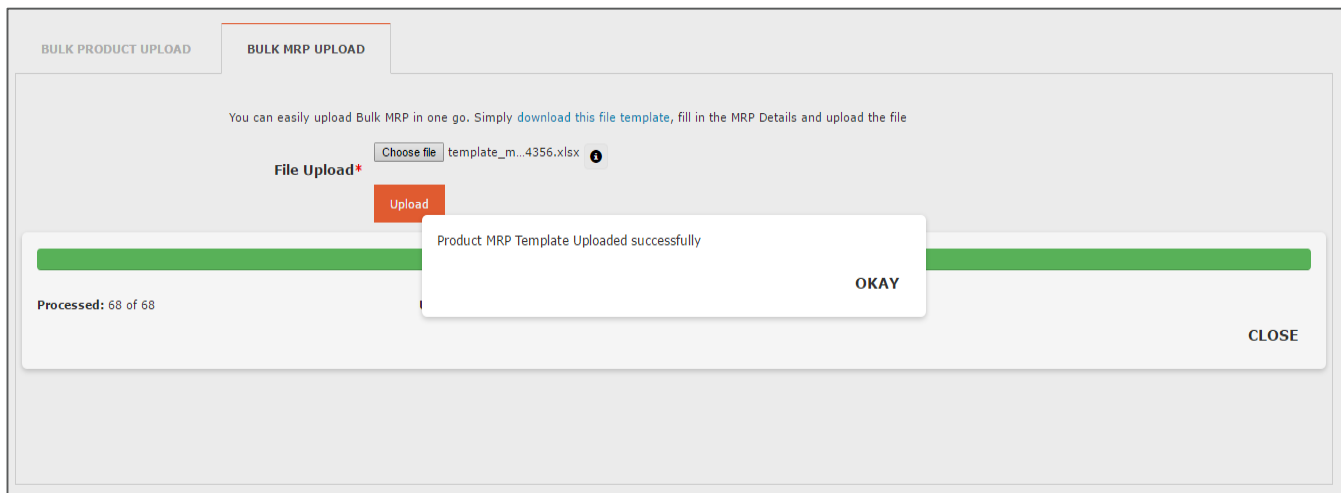 BULK PRODUCT UPLOAD
BULK MRP UPLOAD
You can easily upload Bulk MRP in one go. Simply download this file template, fill in the MRP Details and upload the file
File Upload*
Choose file template_m...4356.xlsx
Upload
Product MRP Template Uploaded successfully
OKAY
Processed: 68 of 68
CLOSE